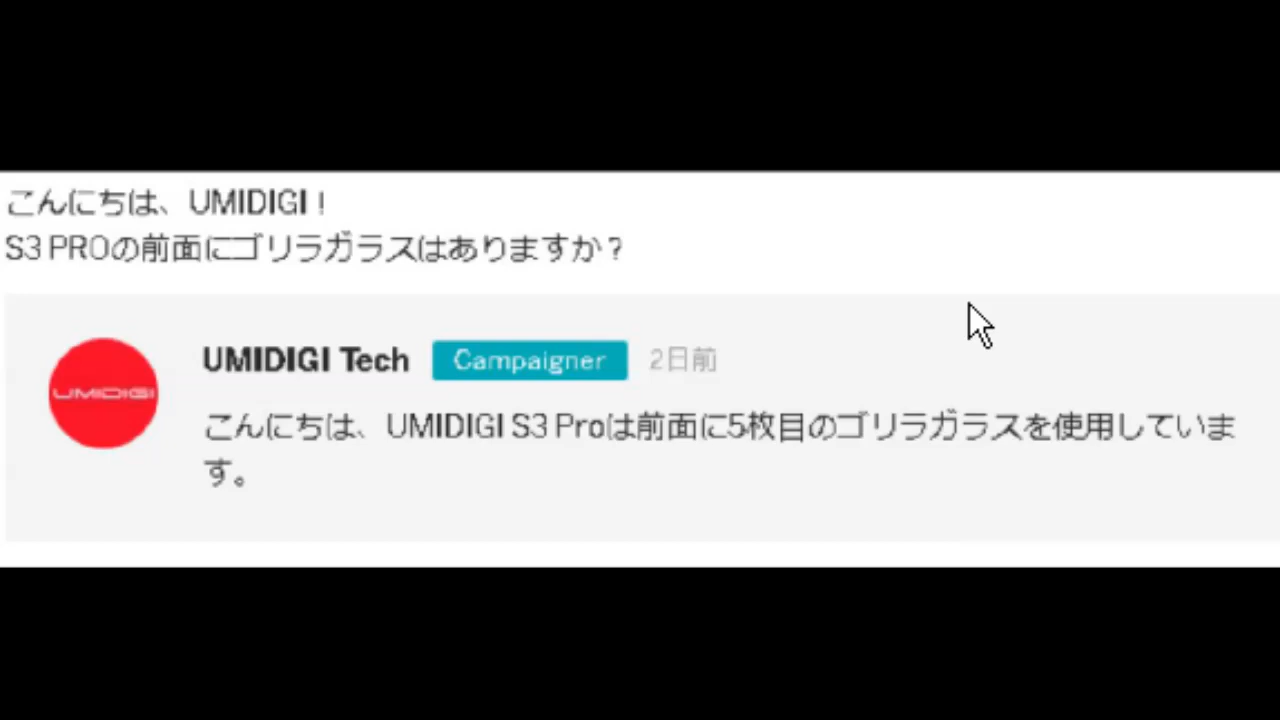 こんにちは、UMIDIGI！
S3 PROの前面にゴリラガラスはありますか？
UMIDIGI
UMIDIGI Tech Campaigner 2日前
こんにちは、UMIDIGI S3 Proは前面に5枚目のゴリラガラスを使用していま
す。